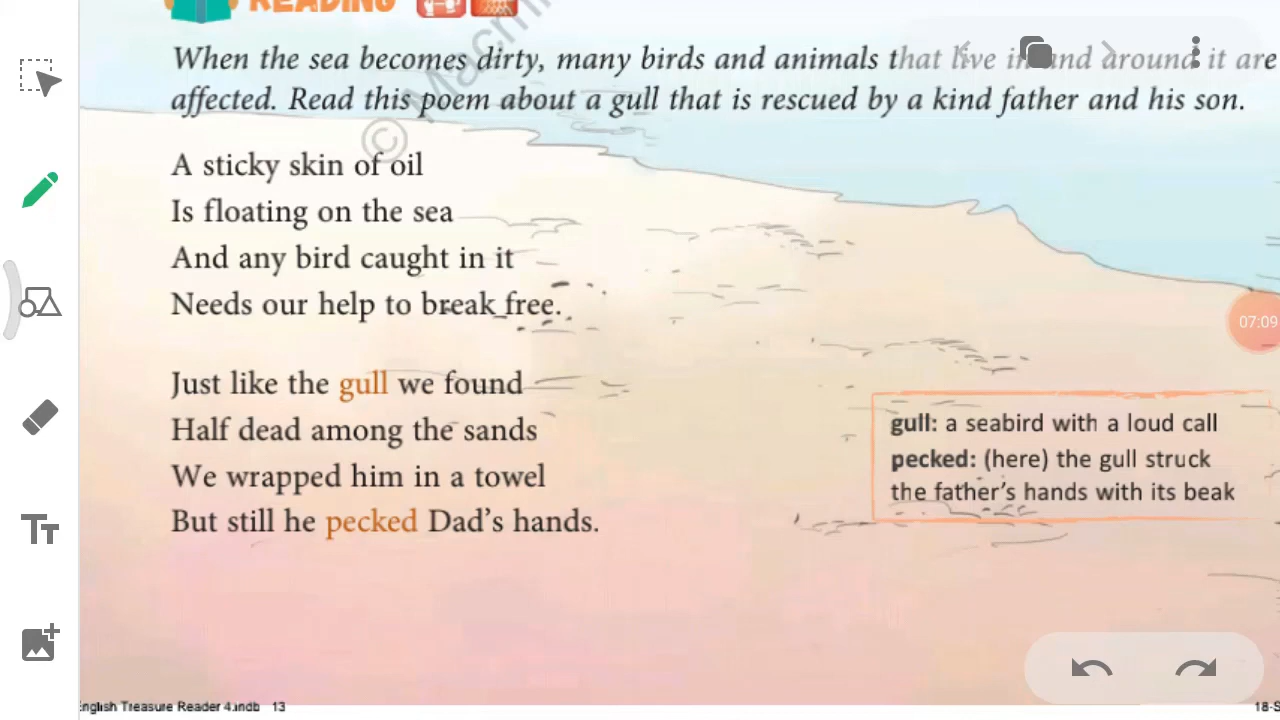 READING
When the sea becomes dirty, many birds and animals that live in and around it are
affected. Read this poem about a gull that is rescued by a kind father and his son.
A sticky skin of oil
Is floating on the sea
And any bird caught in it
Needs our help to break free.
07:09
Just like the gull we found
Half dead among the sands
We wrapped him in a towel
But still he pecked Dad's hands.
gull: a seabird with a loud call
pecked: (here) the gull struck
the father's hands with its beak
English Treasure Reader 4.indb 13
18-S